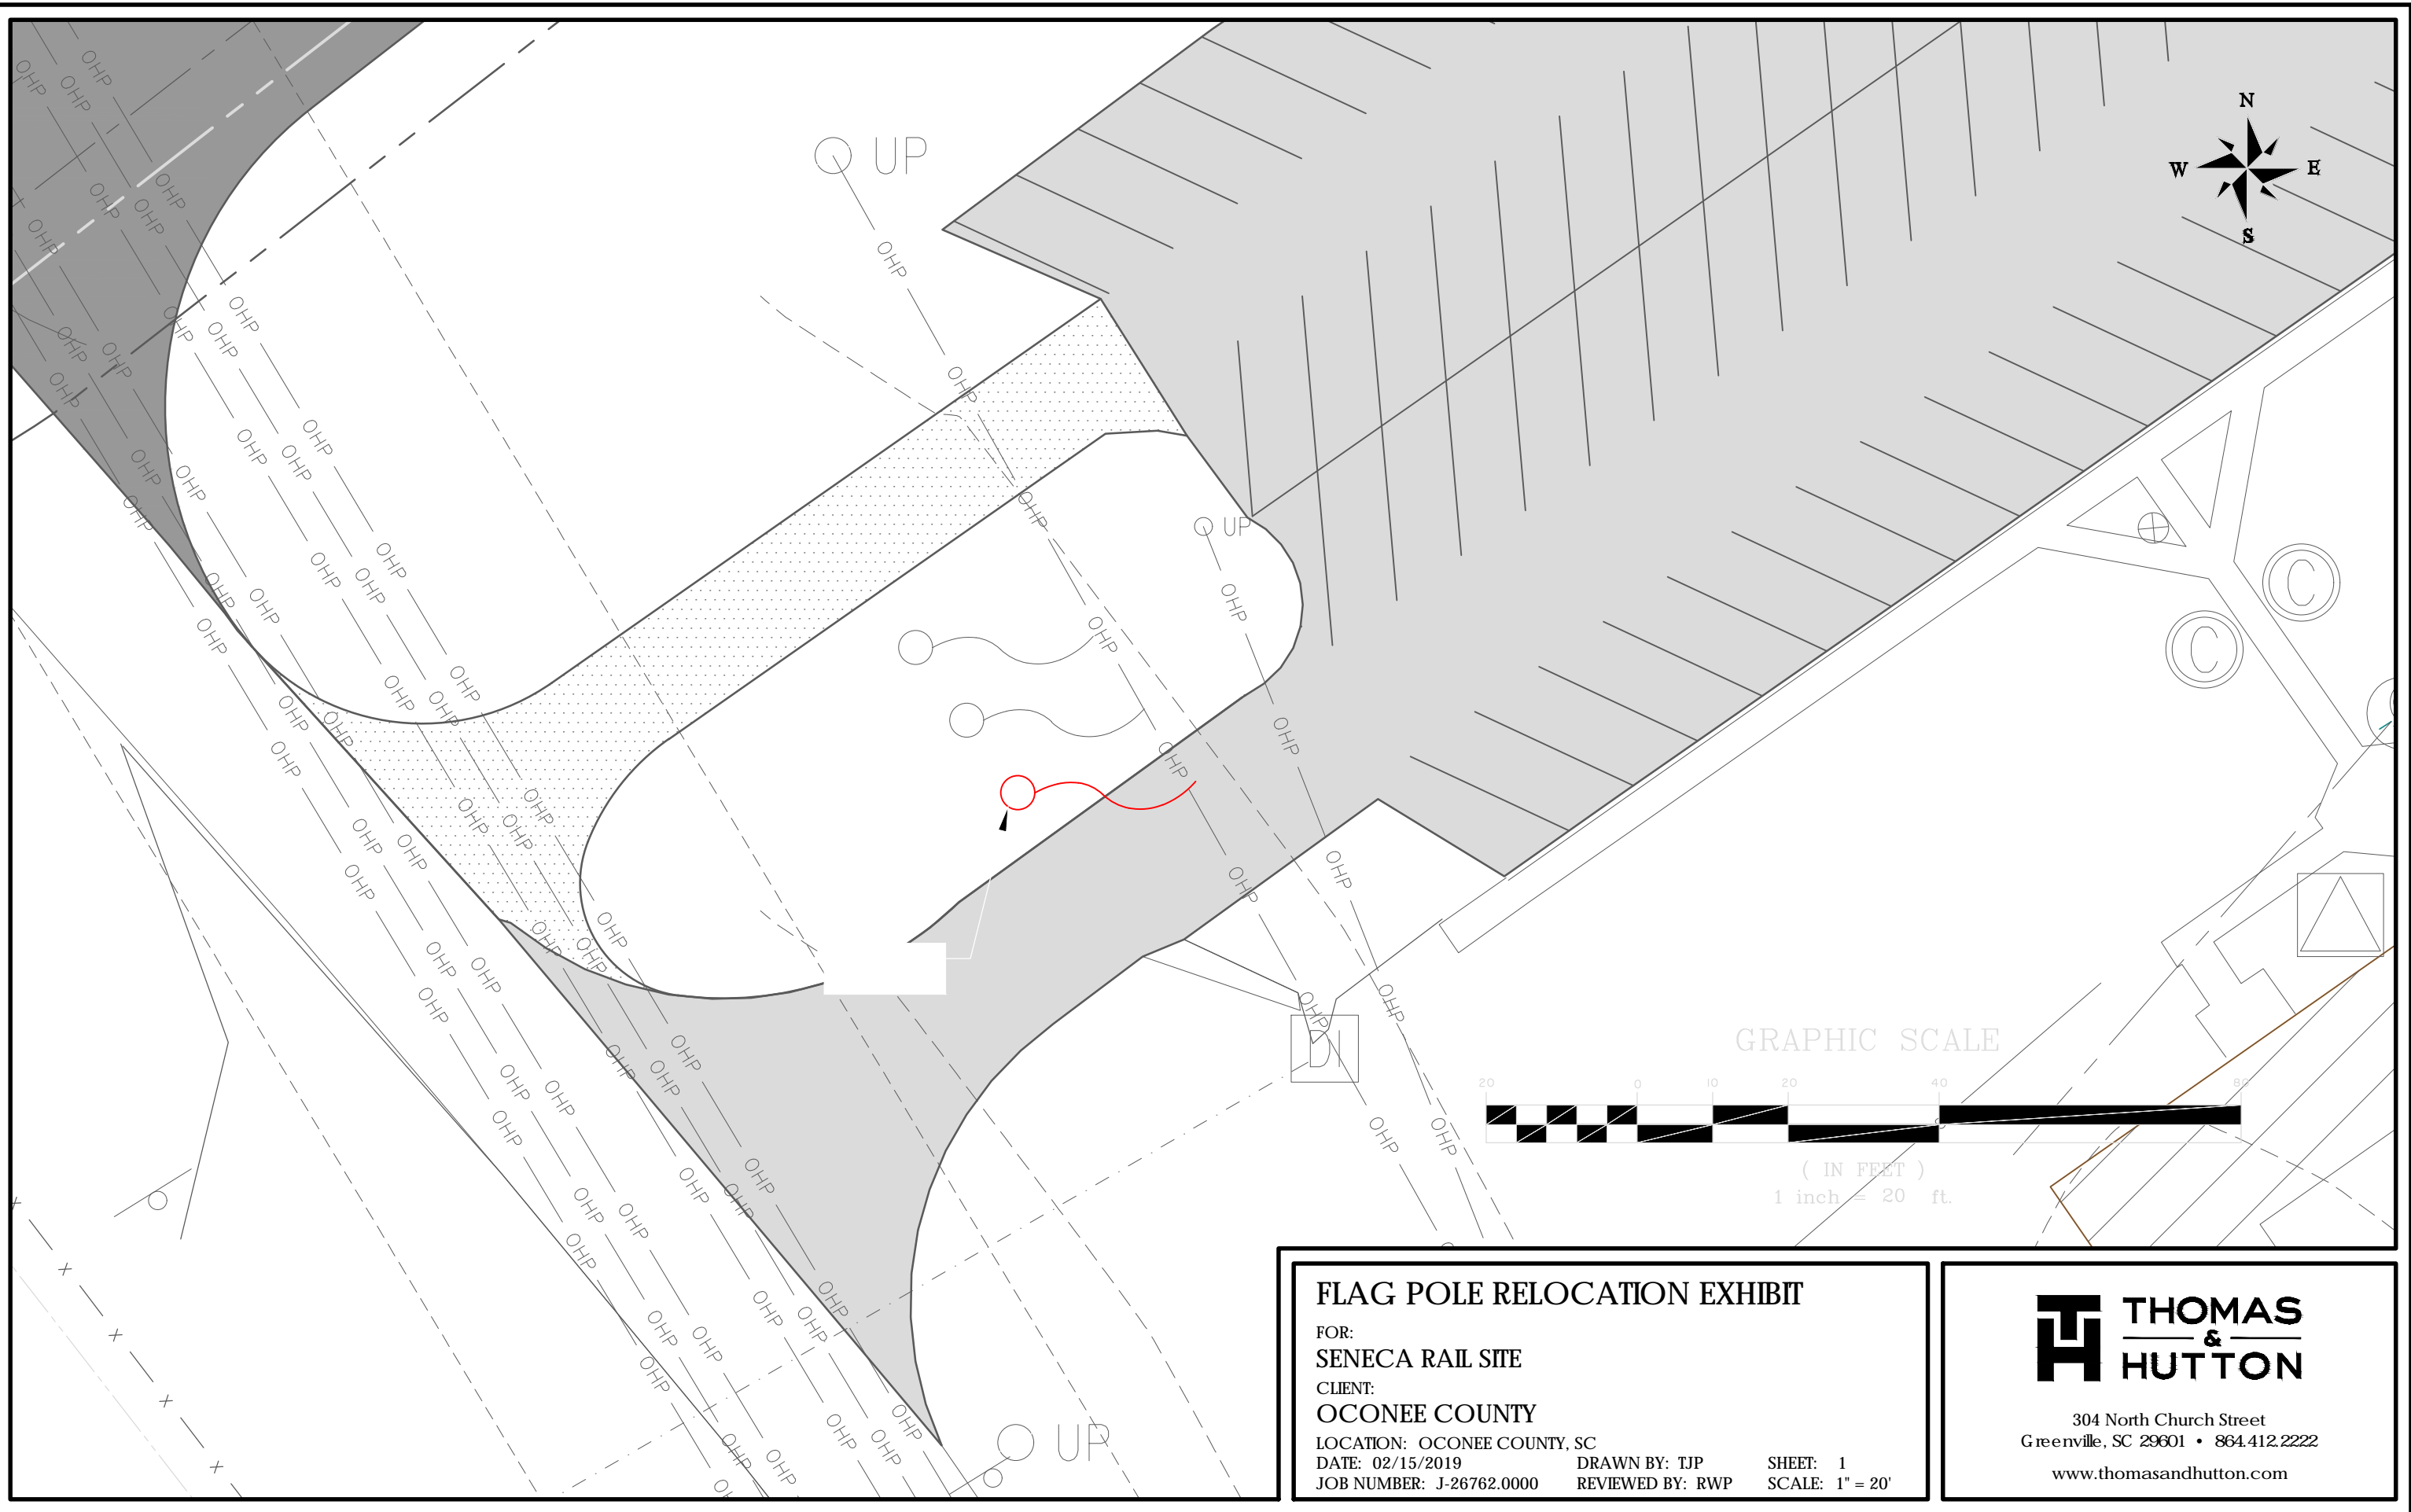 UP
N
W E
S
UP
C
C
OHP
DI
GRAPHIC SCALE
20 0 10 20 40 80
( IN FEET )
1 inch = 20 ft.
UP
FLAG POLE RELOCATION EXHIBIT
FOR:
SENECA RAIL SITE
CLIENT:
OCONEE COUNTY
LOCATION: OCONEE COUNTY, SC
DATE: 02/15/2019 DRAWN BY: TJP SHEET: 1
JOB NUMBER: J-26762.0000 REVIEWED BY: RWP SCALE: 1" = 20'
THOMAS
&
HUTTON
304 North Church Street
Greenville, SC 29601 • 864.412.2222
www.thomasandhutton.com